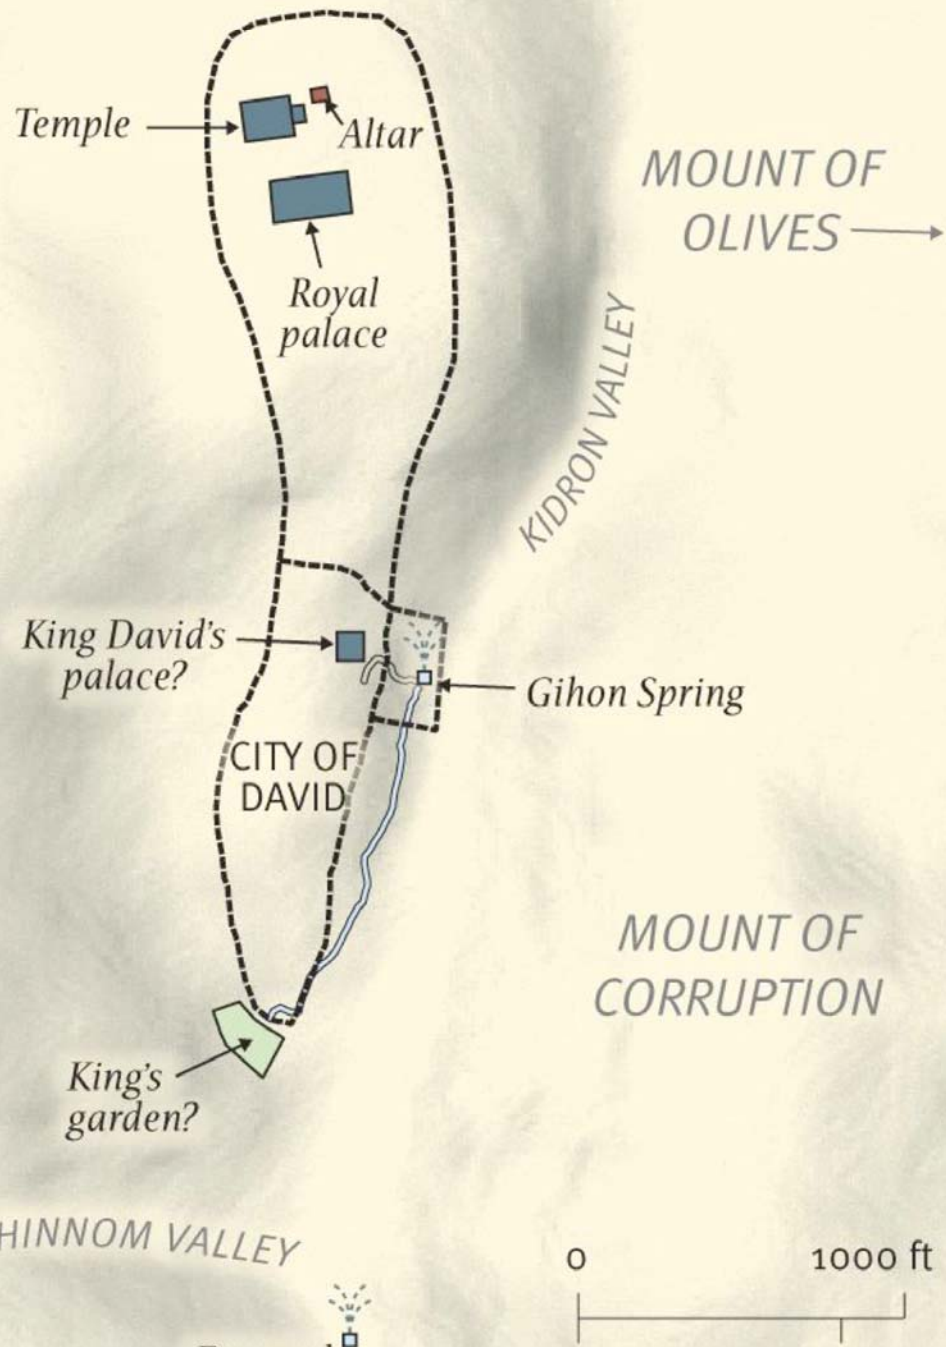 Temple
Altar
MOUNT OF
OLIVES
Royal
palace
KIDRON VALLEY
King David's
palace?
Gihon Spring
CITY OF
DAVID
MOUNT OF
CORRUPTION
King's
garden?
HINNOM VALLEY
0
1000 ft